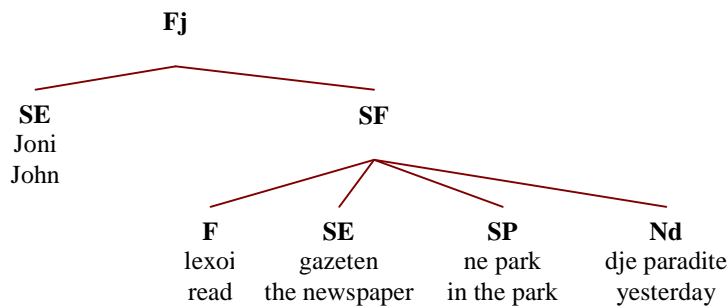 Fj
SE SF
Joni
John
F SE SP Nd
lexoi gazeten ne park dje paradite
read the newspaper in the park yesterday